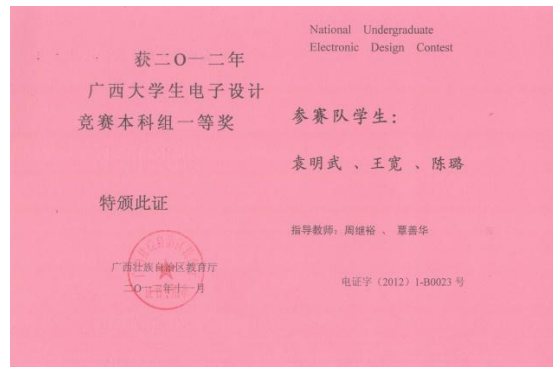 获二〇一二年
广西大学生电子设计
竞赛本科组一等奖
特颁此证
广西壮族自治区教育厅
二〇一二年十一月
National Undergraduate
Electronic Design Contest
参赛队学生：
袁明武 、王宽 、陈璐
指导教师：周继裕 、 覃善华
电证字（2012）1-B0023 号